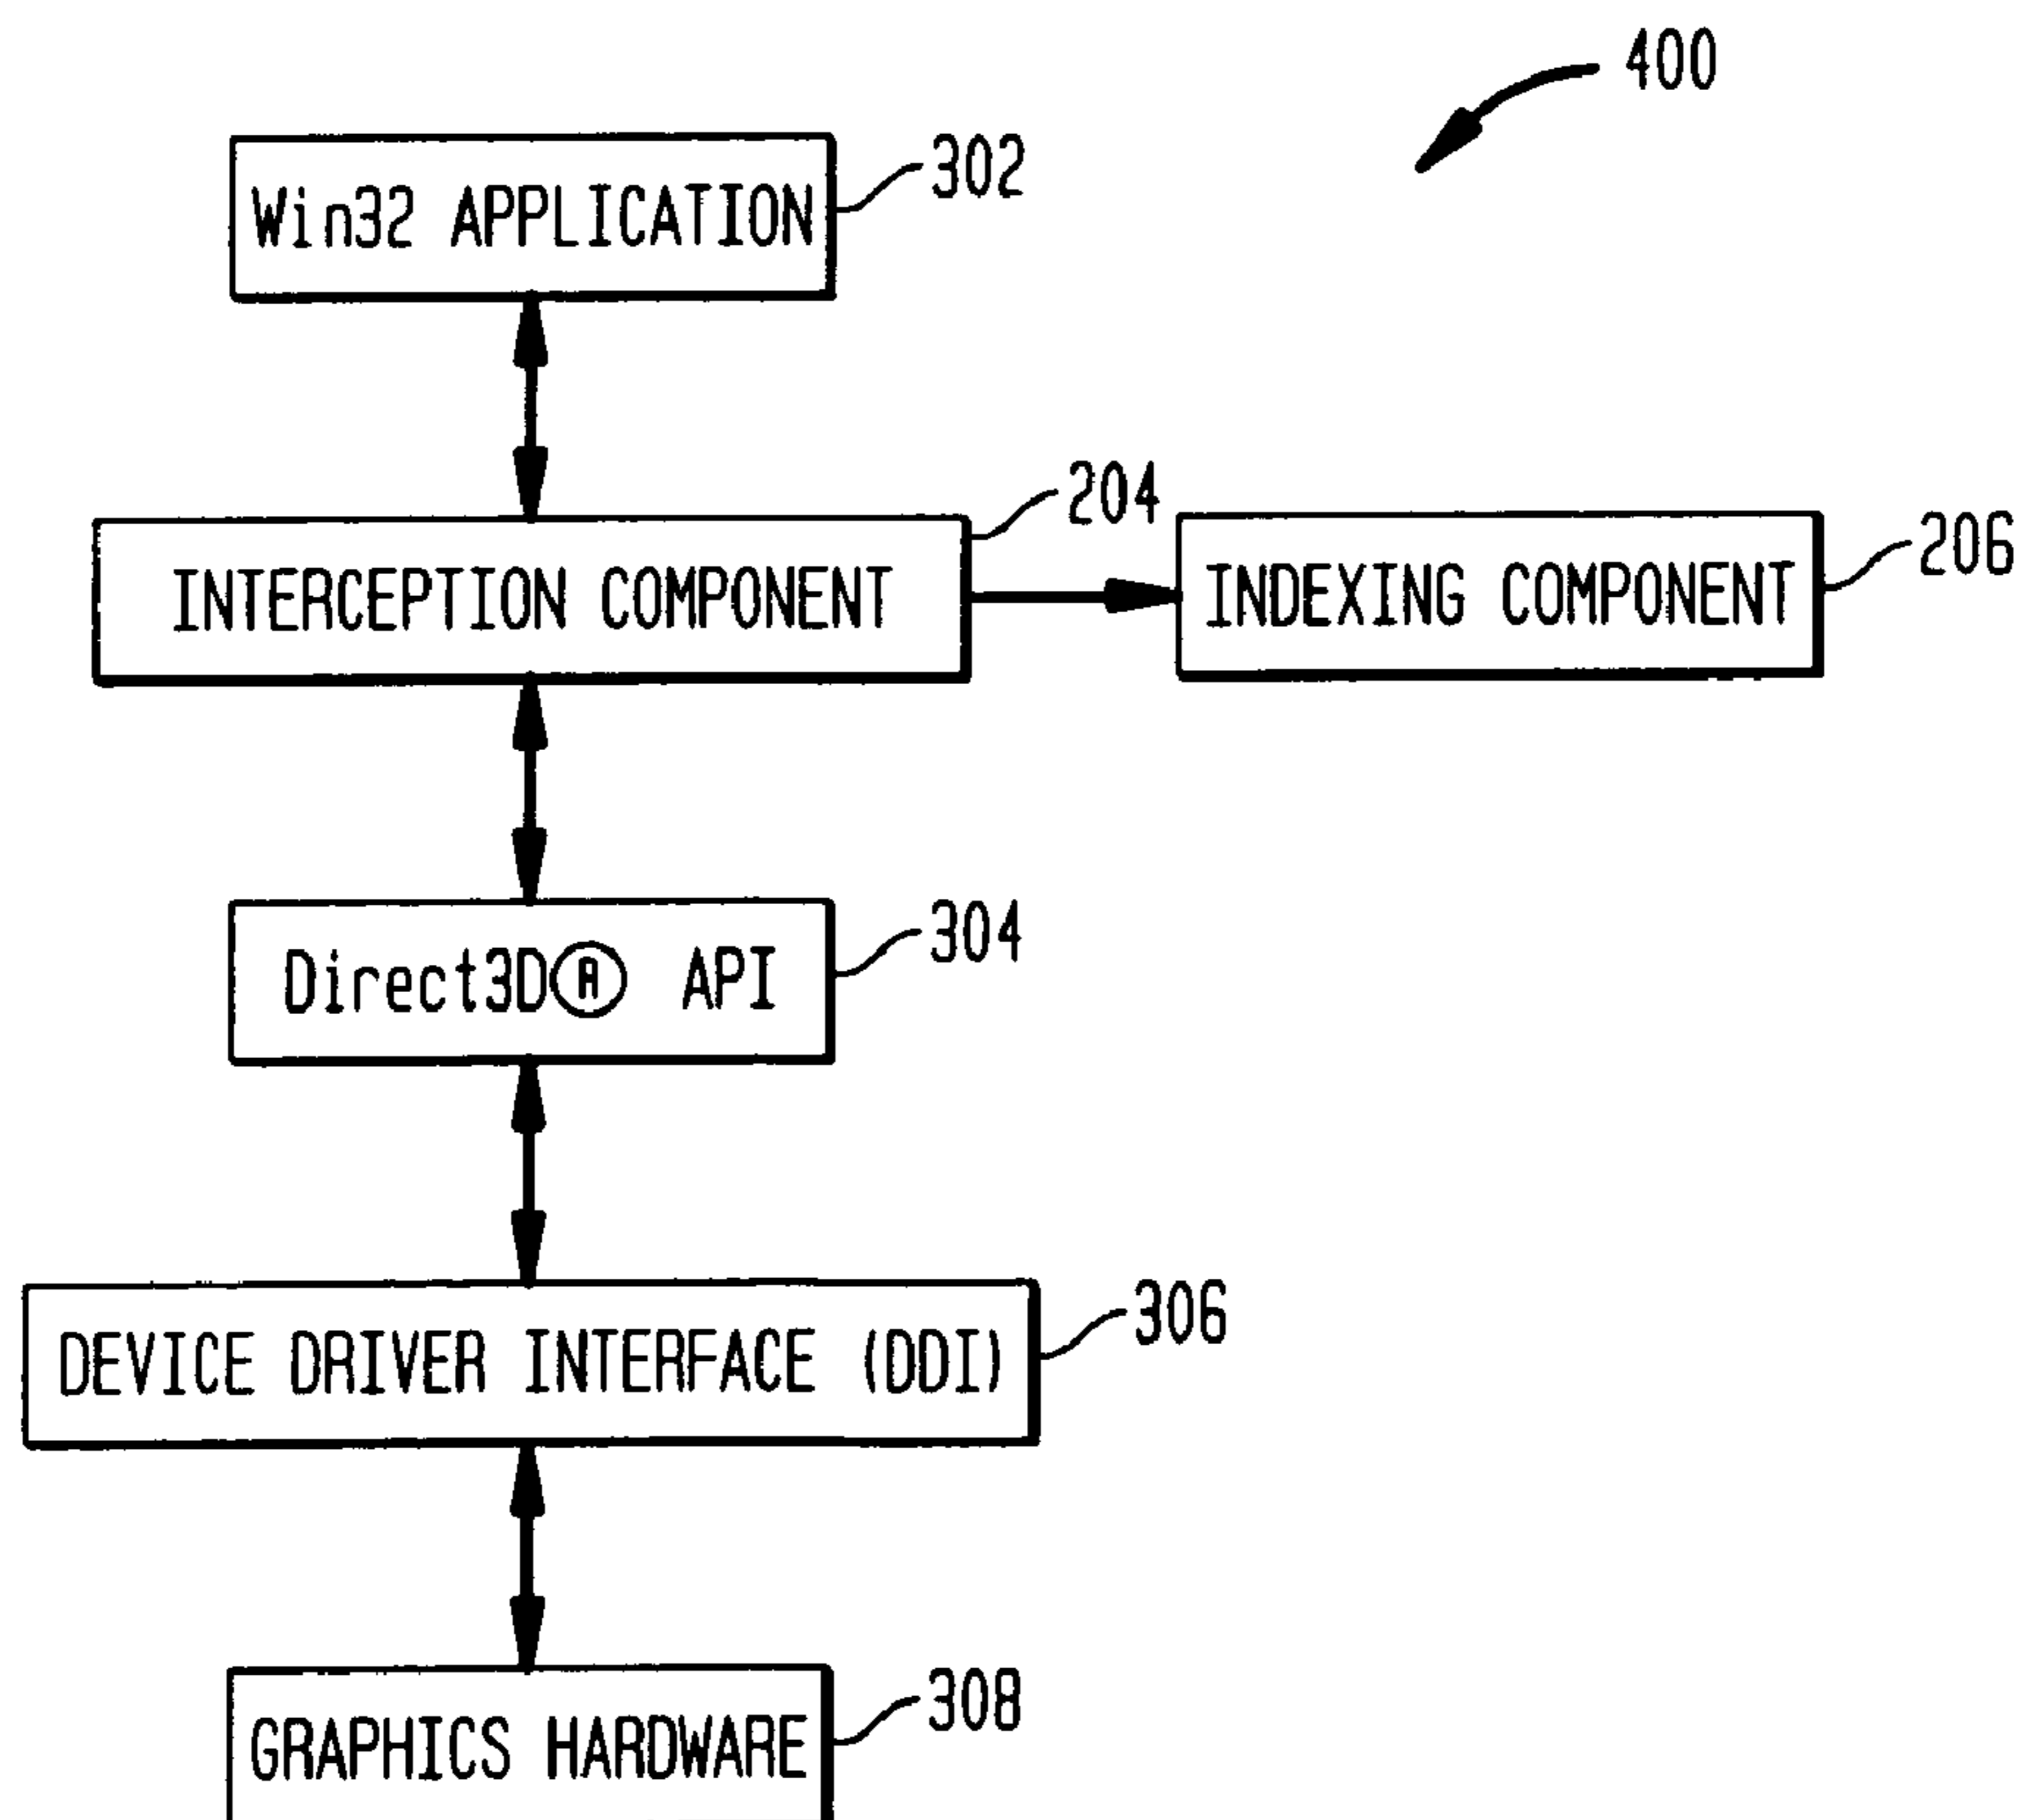 400
302
Win32 APPLICATION
204
206
INTERCEPTION COMPONENT
INDEXING COMPONENT
304
Direct3D® API
306
DEVICE DRIVER INTERFACE (DDI)
308
GRAPHICS HARDWARE